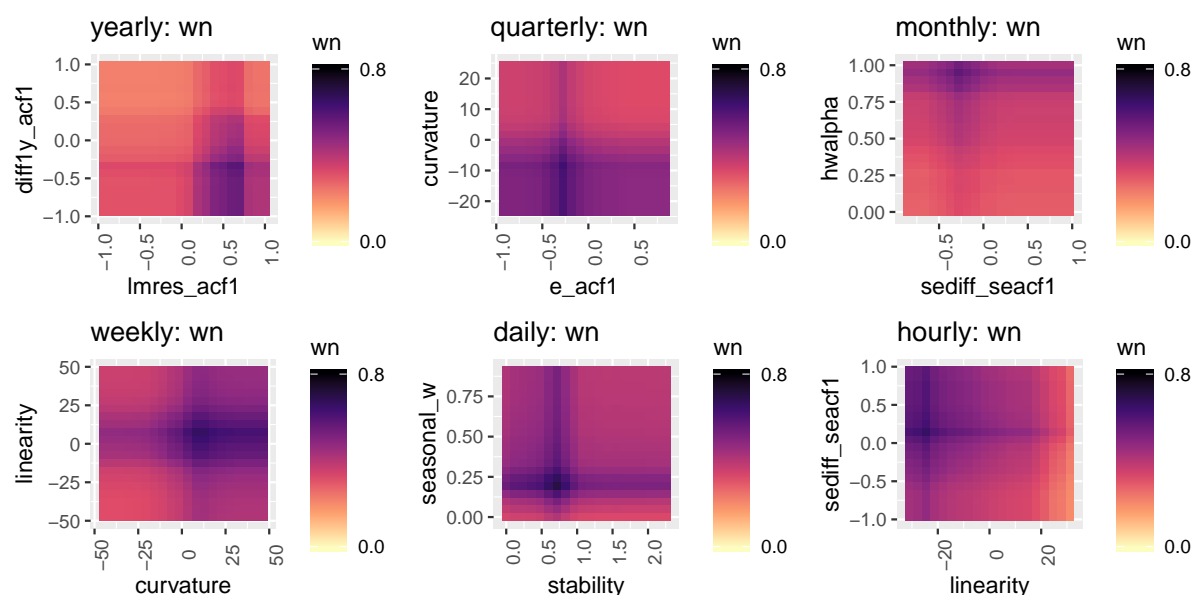 yearly: wn
wn
0.8
0.0
1.0
0.5
0.0
−0.5
−1.0
diff1y_acf1
−1.0
−0.5
0.0
0.5
1.0
lmres_acf1
quarterly: wn
wn
0.8
0.0
20
10
0
−10
−20
curvature
−1.0
−0.5
0.0
0.5
e_acf1
monthly: wn
wn
0.8
0.0
1.00
0.75
0.50
0.25
0.00
hwalpha
−0.5
0.0
0.5
1.0
sediff_seacf1
weekly: wn
wn
0.8
0.0
50
25
0
−25
−50
linearity
−50
−25
0
25
50
curvature
daily: wn
wn
0.8
0.0
0.75
0.50
0.25
0.00
seasonal_w
0.0
0.5
1.0
1.5
2.0
stability
hourly: wn
wn
0.8
0.0
1.0
0.5
0.0
−0.5
−1.0
sediff_seacf1
−20
0
20
linearity